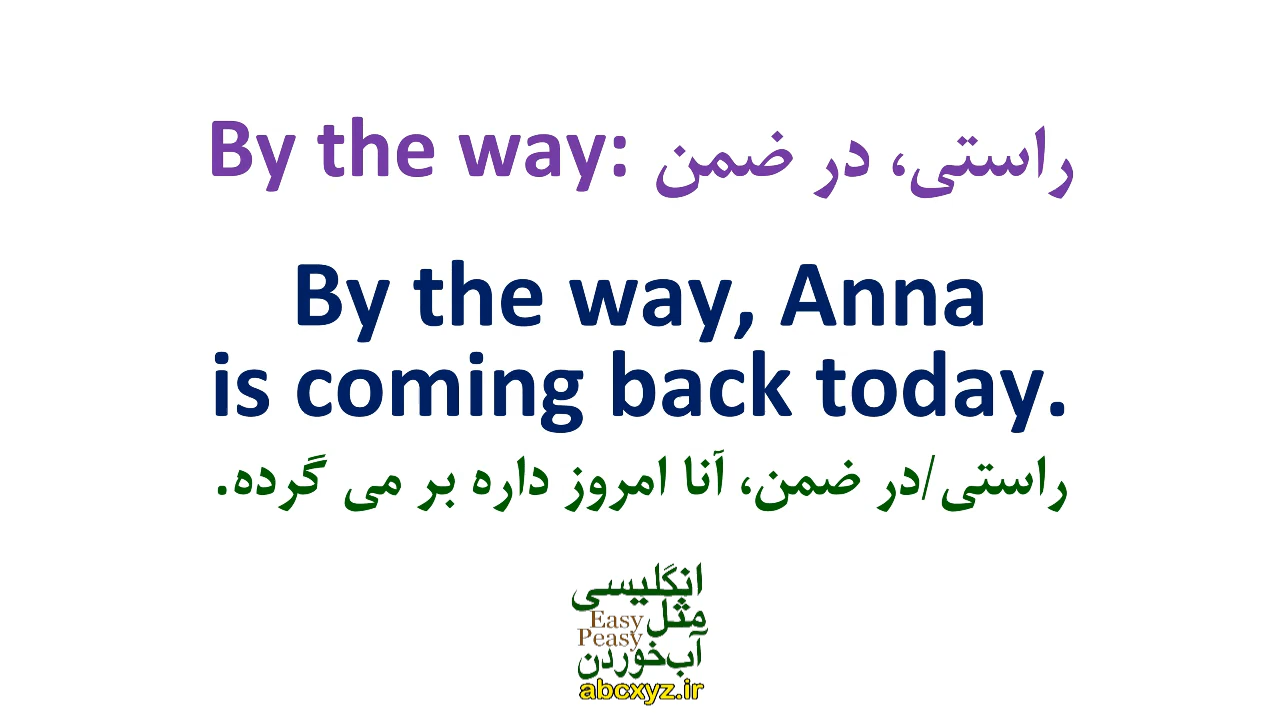 By the way: راستی، در ضمن
By the way, Anna
is coming back today.
راستی/در ضمن، آنا امروز داره بر می گرده.
انگلیسی
مثل
Easy
Peasy
آب‌خوردن
abcxyz.ir